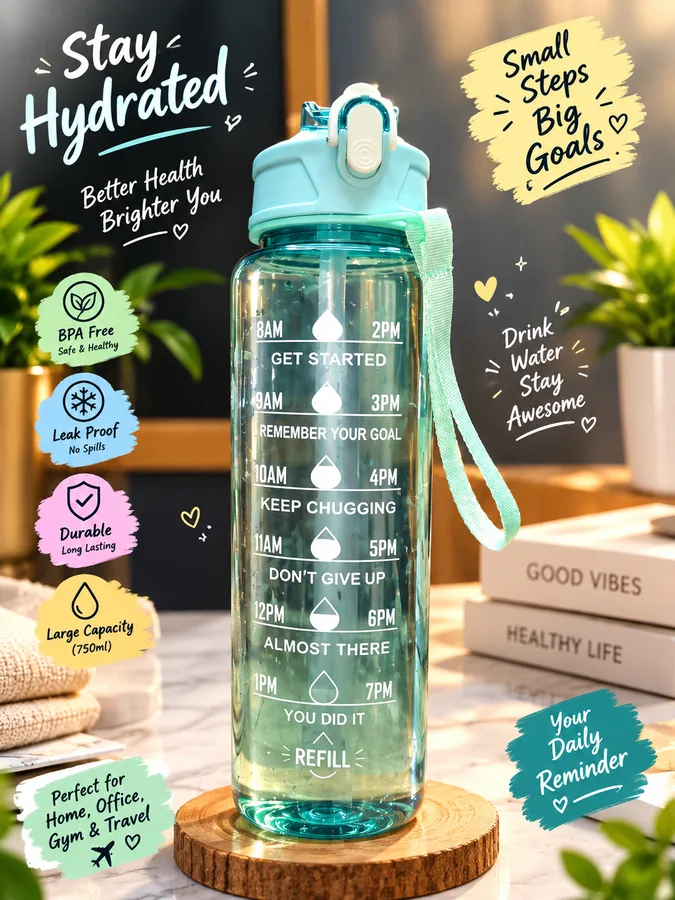 Stay
Hydrated
Better Health
Brighter You
Small
Steps
Big
Goals
BPA Free
Safe & Healthy
Leak Proof
No Spills
Durable
Long Lasting
Large Capacity
(750ml)
Perfect for
Home, Office,
Gym & Travel
8AM 2PM
GET STARTED
9AM 3PM
REMEMBER YOUR GOAL
10AM 4PM
KEEP CHUGGING
11AM 5PM
DON'T GIVE UP
12PM 6PM
ALMOST THERE
1PM 7PM
YOU DID IT
REFILL
Drink
Water
Stay
Awesome
GOOD VIBES
HEALTHY LIFE
Your
Daily
Reminder